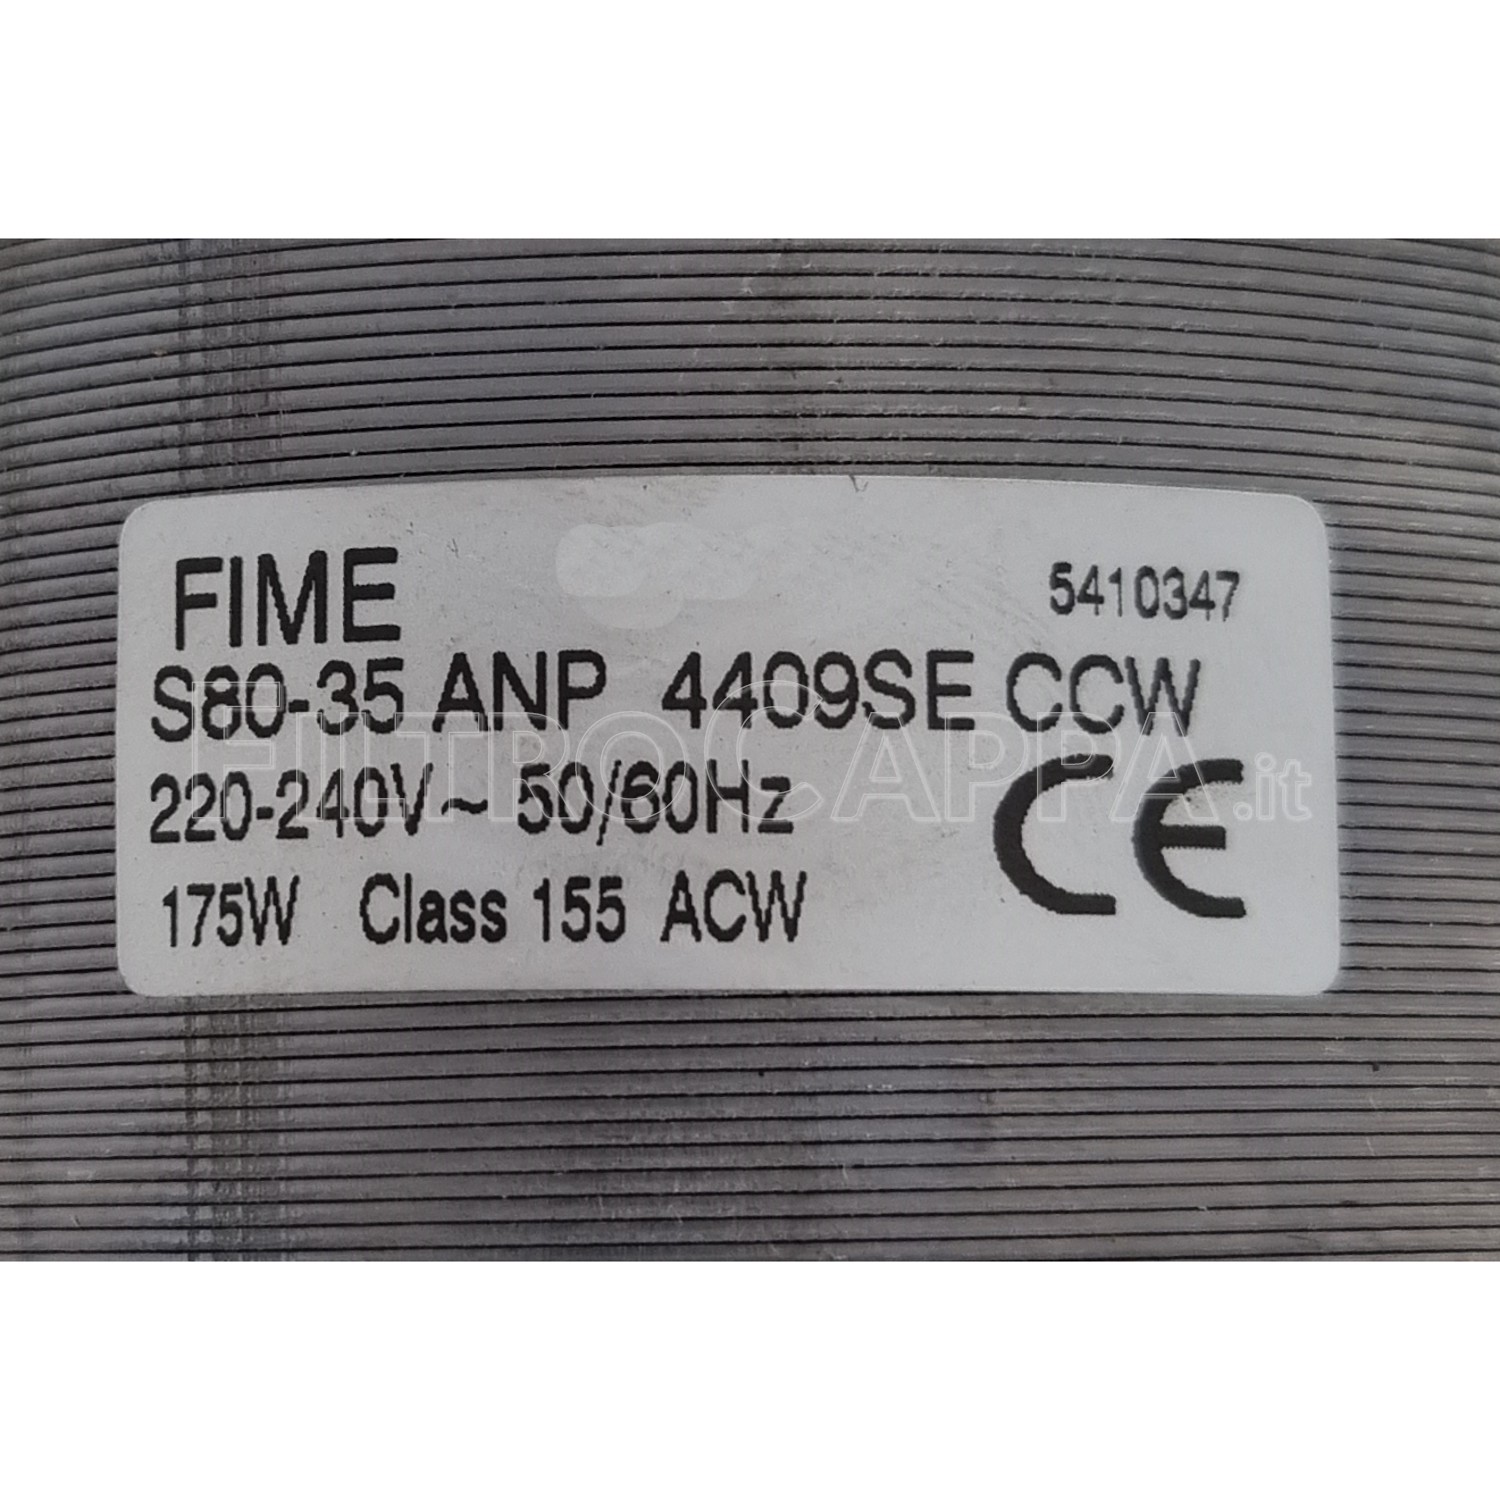 FIME 5410347
S80-35 ANP 4409SE CCW
FILTROCAPPA.it
220-240V~ 50/60Hz CE
175W Class 155 ACW